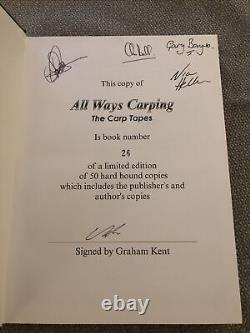 Gary Bayes
This copy of
All Ways Carping
The Carp Tapes
Is book number
26
of a limited edition
of 50 hard bound copies
which includes the publisher's and
author's copies
Signed by Graham Kent